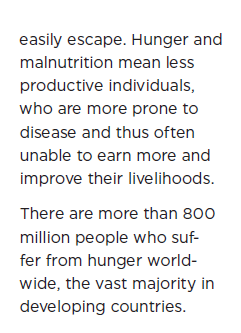 easily escape. Hunger and
malnutrition mean less
productive individuals,
who are more prone to
disease and thus often
unable to earn more and
improve their livelihoods.
There are more than 800
million people who suf-
fer from hunger world-
wide, the vast majority in
developing countries.